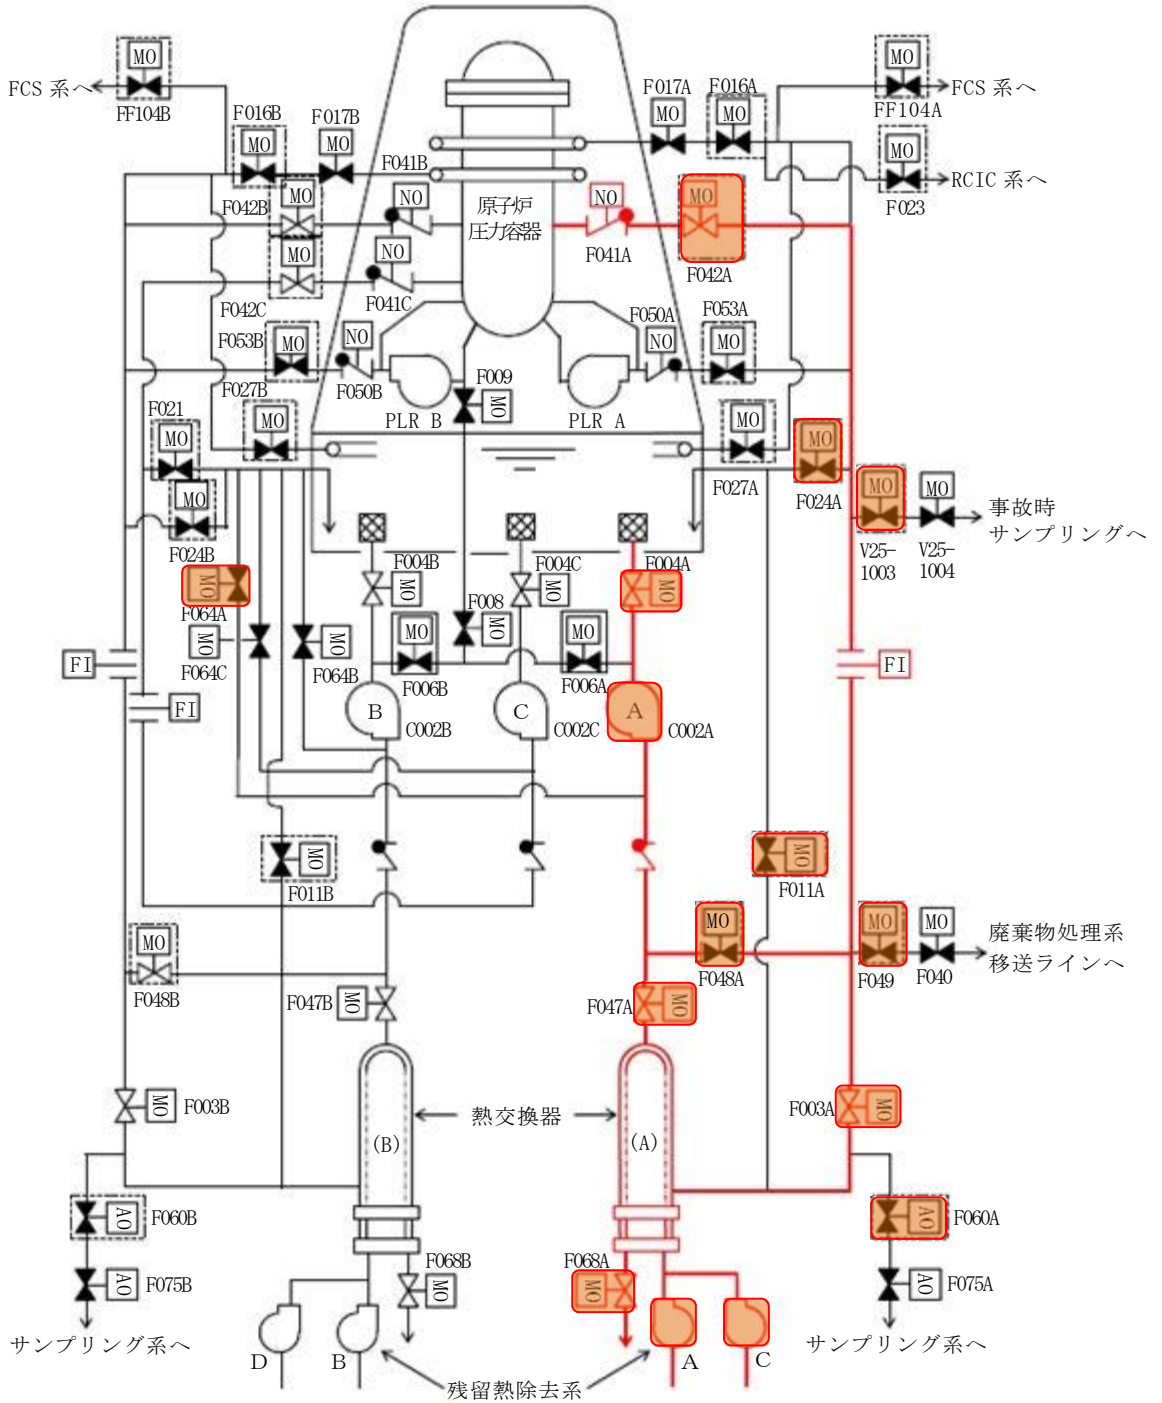 MO
MO
FCS 系へ
FCS 系へ
FF104B
FF104A
F016B
F017B
F017A
F016A
MO
MO
MO
MO
MO
RCIC 系へ
F023
F041B
F042B
MO
NO
原子炉
圧力容器
NO
MO
F041A
F042A
MO
NO
F042C
F041C
F053B
F050A
F053A
MO
NO
NO
MO
F050B
F009
MO
F027B
PLR B
PLR A
F021
MO
MO
MO
MO
F027A
F024A
MO
F024B
MO
MO
V25-
1003
V25-
1004
事故時
サンプリングへ
MO
F064A
F004B
MO
F004C
MO
F004A
MO
MO
F064C
MO
F064B
F008
MO
MO
F006B
MO
F006A
FI
FI
FI
B
C002B
C
C002C
A
C002A
MO
F011B
MO
F011A
MO
F048B
MO
F048A
MO
F049
MO
F040
廃棄物処理系
移送ラインへ
F047B
MO
F047A
MO
MO
F003B
熱交換器
F003A
MO
(B)
(A)
AO
F060B
AO
F060A
F068B
MO
F068A
MO
AO
F075B
AO
F075A
サンプリング系へ
サンプリング系へ
D
B
A
C
残留熱除去系